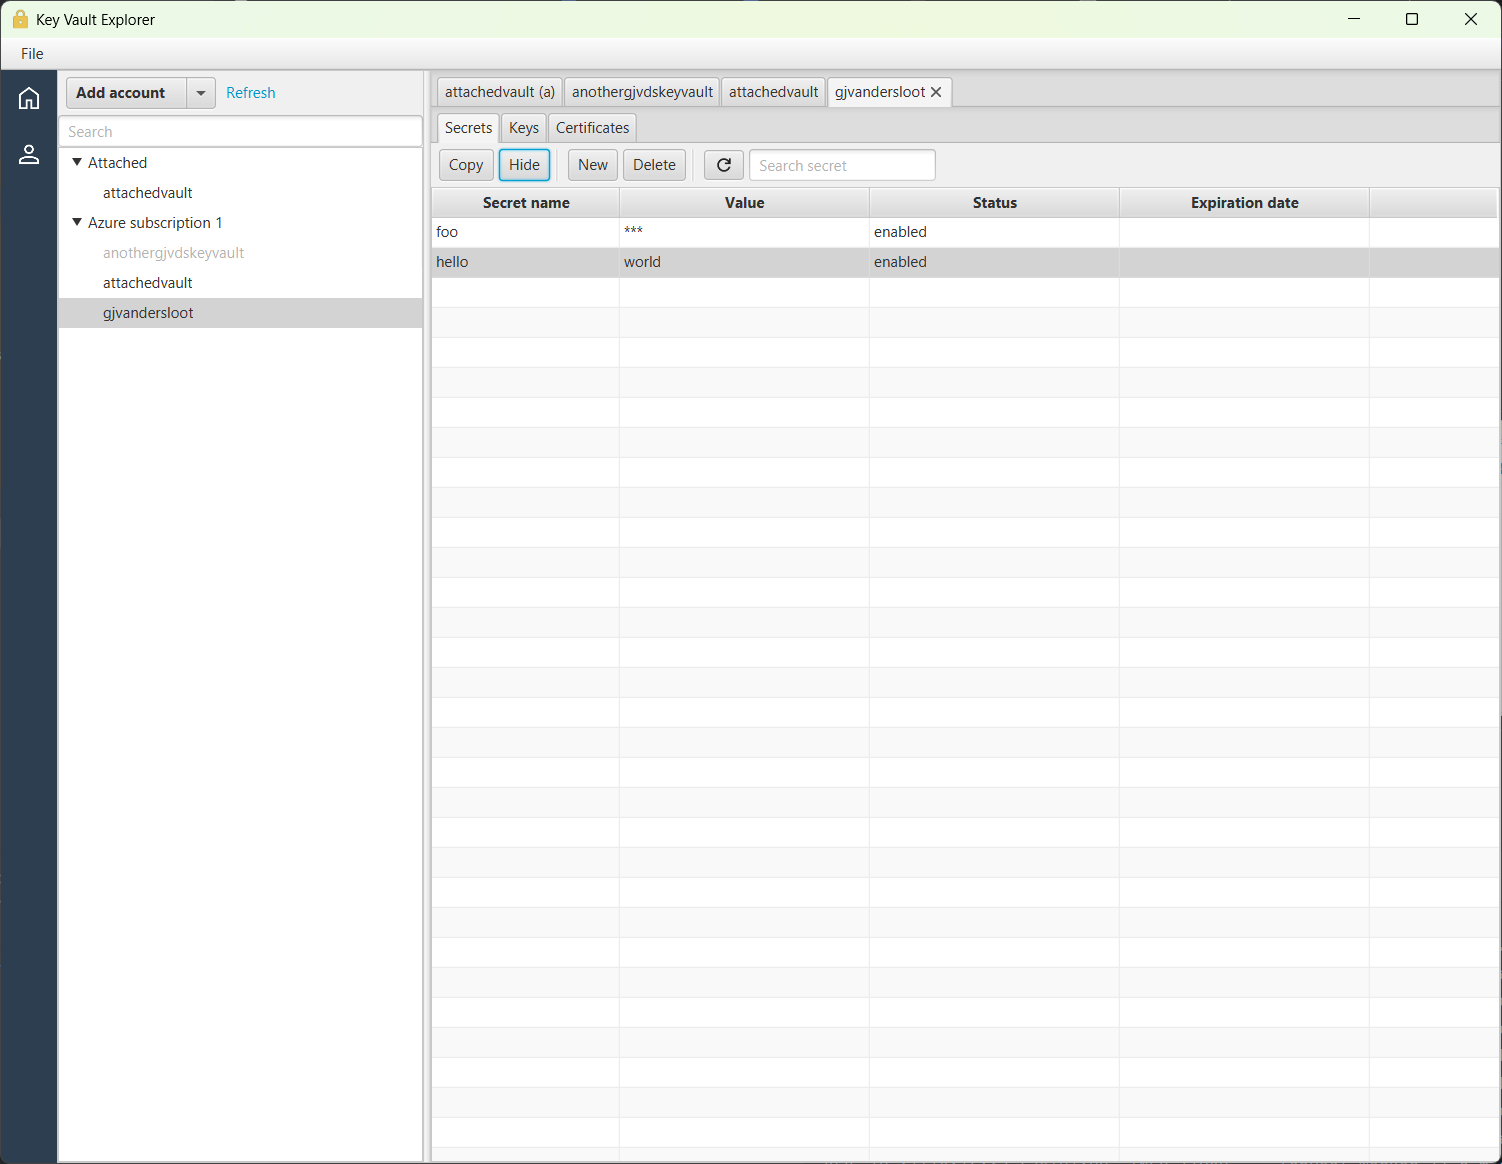 Key Vault Explorer
File
Add account
Refresh
Search
Attached
attachedvault
Azure subscription 1
anothergjvdskeyvault
attachedvault
gjvandersloot
attachedvault (a) anothergjvdskeyvault attachedvault gjvandersloot
Secrets Keys Certificates
Copy Hide New Delete Search secret
Secret name Value Status Expiration date
foo *** enabled
hello world enabled